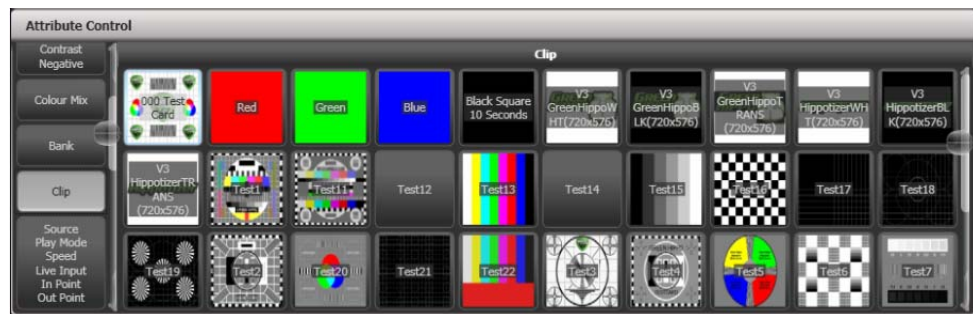 Attribute Control
Contrast
Negative
Colour Mix
Bank
Clip
Source
Play Mode
Speed
Live Input
In Point
Out Point
Clip
000 Test
Card
Red
Green
Blue
Black Square
10 Seconds
V3
GreenHippoW
HT(720x576)
V3
GreenHippoB
LK(720x576)
V3
GreenHippoT
RANS
(720x576)
V3
HippotizerWH
T(720x576)
V3
HippotizerBL
K(720x576)
V3
HippotizerTR
ANS
(720x576)
Test1
Test11
Test12
Test13
Test14
Test15
Test16
Test17
Test18
Test19
Test2
Test20
Test21
Test22
Test3
Test4
Test5
Test6
Test7